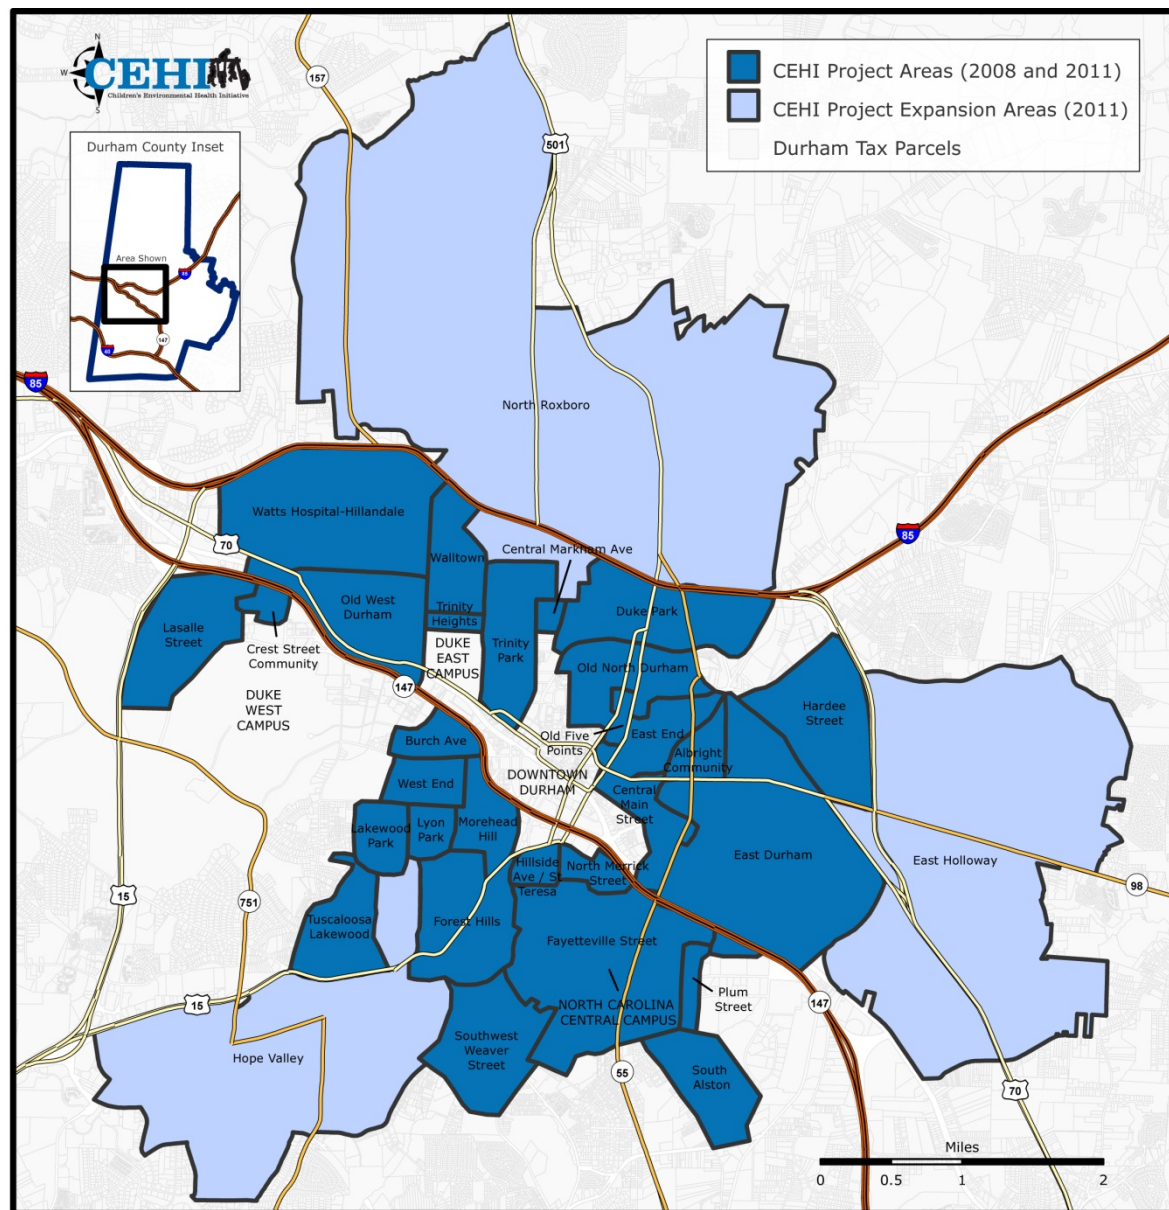 N
W
S
CEHI
Children's Environmental Health Initiative
Durham County Inset
Area Shown
85
147
40
CEHI Project Areas (2008 and 2011)
CEHI Project Expansion Areas (2011)
Durham Tax Parcels
157
501
85
North Roxboro
Watts Hospital-Hillandale
70
85
Walltown
Central Markham Ave
Old West
Durham
Trinity
Heights
Duke Park
Lasalle
Street
Crest Street
Community
DUKE
EAST
CAMPUS
Trinity
Park
Old North Durham
147
DUKE
WEST
CAMPUS
Hardee
Street
Burch Ave
Old Five
Points
East End
Albright
Community
West End
DOWNTOWN
DURHAM
Central
Main
Street
Lakewood
Park
Lyon
Park
Morehead
Hill
East Durham
East Holloway
Hillside
Ave / St
Teresa
North Merrick
Street
98
15
751
Tuscaloosa
Lakewood
Forest Hills
Fayetteville Street
Plum
Street
15
NORTH CAROLINA
CENTRAL CAMPUS
147
Hope Valley
Southwest
Weaver
Street
55
South
Alston
70
Miles
0 0.5 1 2